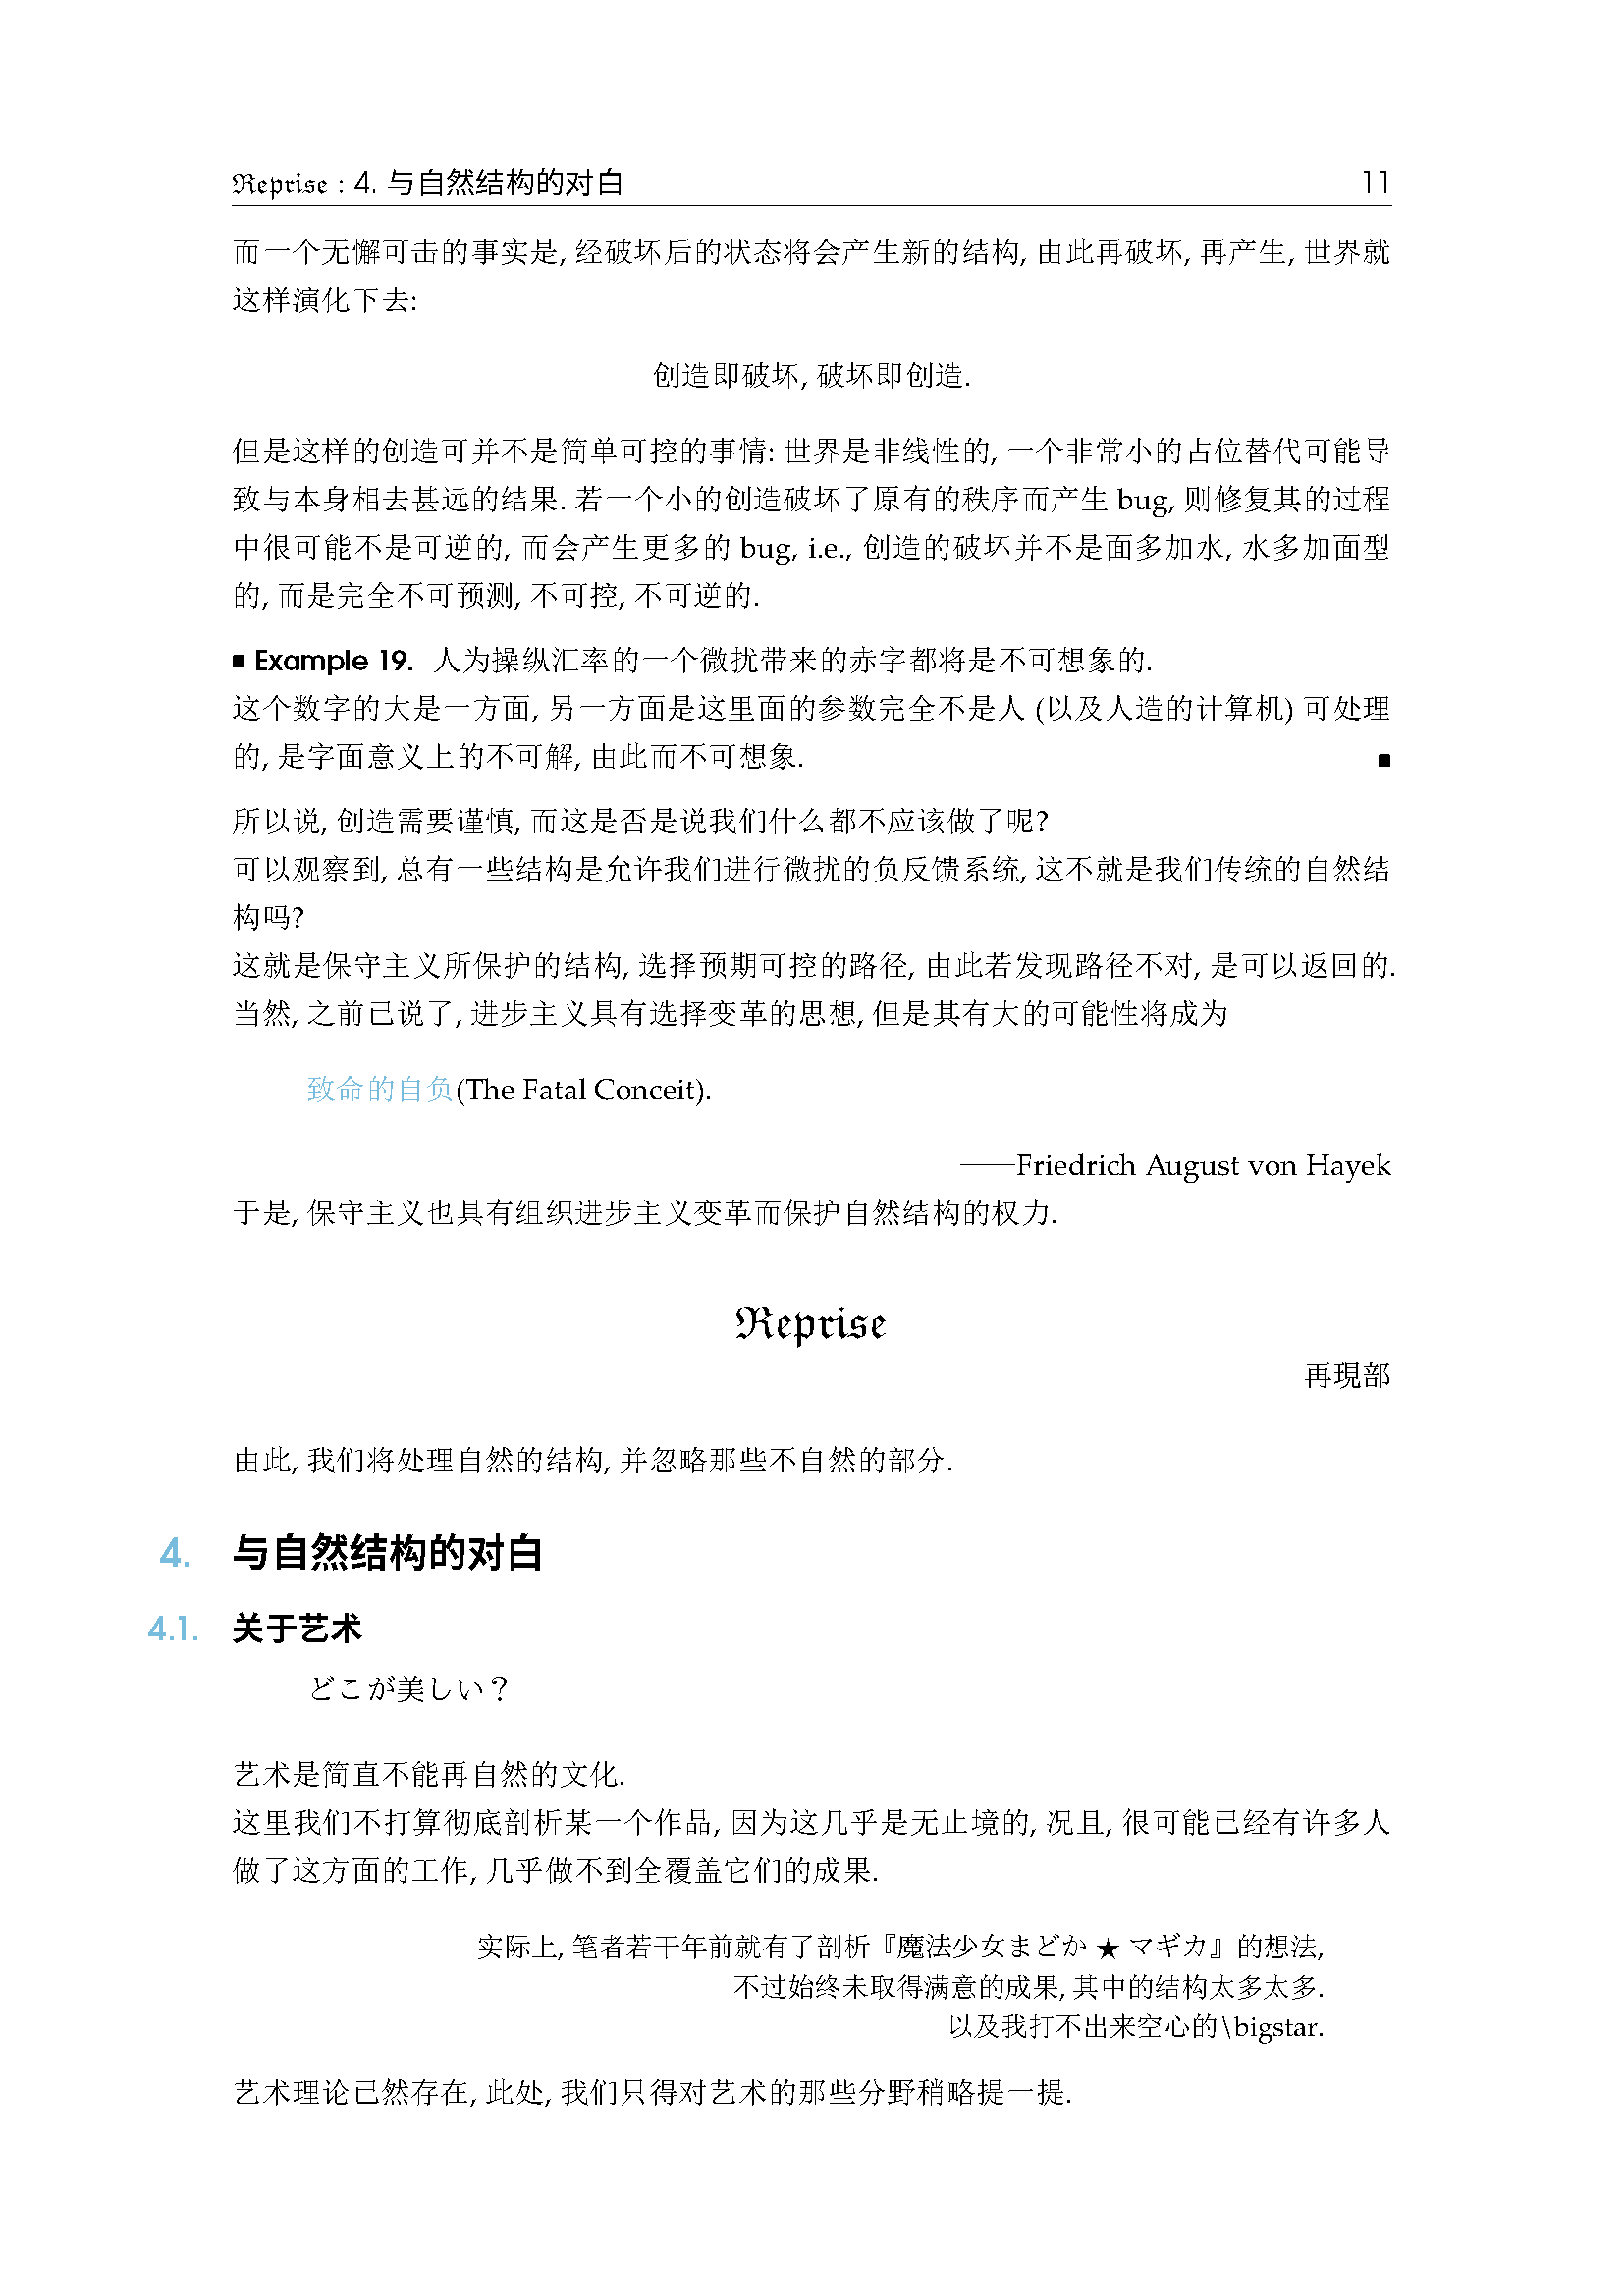 Reprise : 4. 与自然结构的对白 11
而一个无懈可击的事实是, 经破坏后的状态将会产生新的结构, 由此再破坏, 再产生, 世界就
这样演化下去:
创造即破坏, 破坏即创造.
但是这样的创造可并不是简单可控的事情: 世界是非线性的, 一个非常小的占位替代可能导
致与本身相去甚远的结果. 若一个小的创造破坏了原有的秩序而产生 bug, 则修复其的过程
中很可能不是可逆的, 而会产生更多的 bug, i.e., 创造的破坏并不是面多加水, 水多加面型
的, 而是完全不可预测, 不可控, 不可逆的.
■ Example 19. 人为操纵汇率的一个微扰带来的赤字都将是不可想象的.
这个数字的大是一方面, 另一方面是这里面的参数完全不是人 (以及人造的计算机) 可处理
的, 是字面意义上的不可解, 由此而不可想象. ■
所以说, 创造需要谨慎, 而这是否是说我们什么都不应该做了呢?
可以观察到, 总有一些结构是允许我们进行微扰的负反馈系统, 这不就是我们传统的自然结
构吗?
这就是保守主义所保护的结构, 选择预期可控的路径, 由此若发现路径不对, 是可以返回的.
当然, 之前已说了, 进步主义具有选择变革的思想, 但是其有大的可能性将成为
致命的自负(The Fatal Conceit).
——Friedrich August von Hayek
于是, 保守主义也具有组织进步主义变革而保护自然结构的权力.
Reprise
再現部
由此, 我们将处理自然的结构, 并忽略那些不自然的部分.
4. 与自然结构的对白
4.1. 关于艺术
どこが美しい？
艺术是简直不能再自然的文化.
这里我们不打算彻底剖析某一个作品, 因为这几乎是无止境的, 况且, 很可能已经有许多人
做了这方面的工作, 几乎做不到全覆盖它们的成果.
实际上, 笔者若干年前就有了剖析『魔法少女まどか ★ マギカ』的想法,
不过始终未取得满意的成果, 其中的结构太多太多.
以及我打不出来空心的\bigstar.
艺术理论已然存在, 此处, 我们只得对艺术的那些分野稍略提一提.